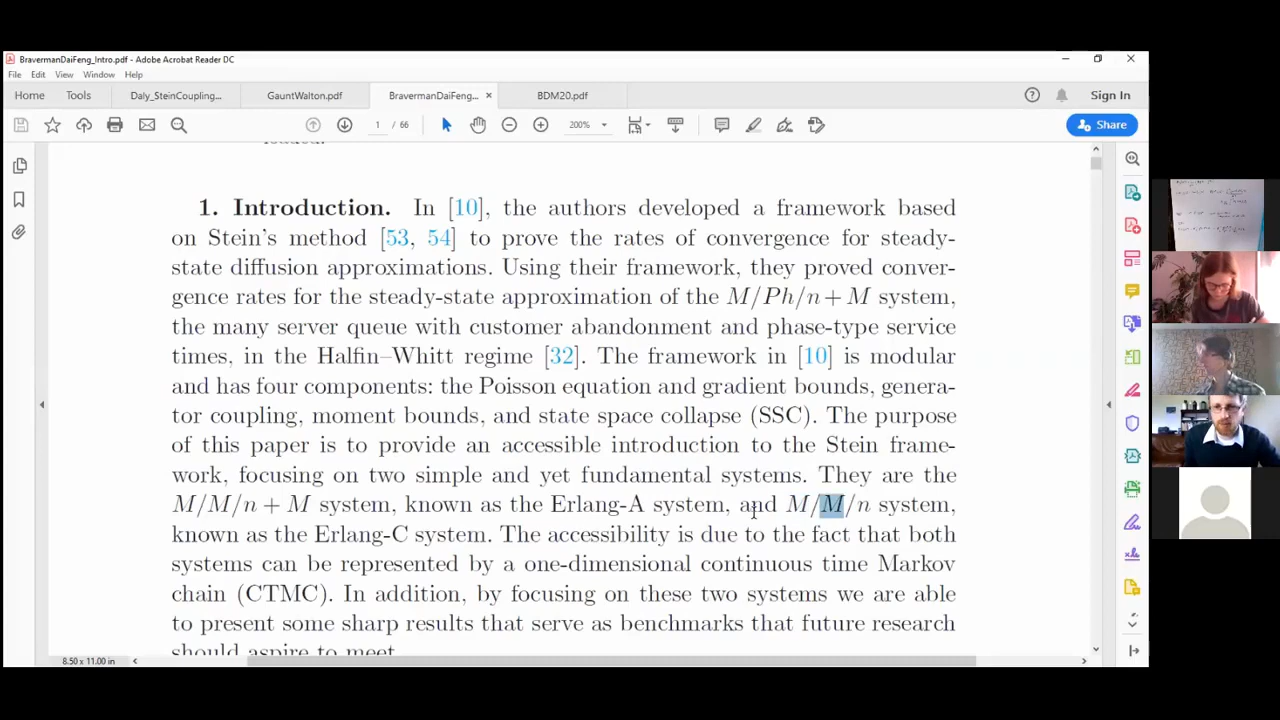 BravermanDaiFeng_Intro.pdf - Adobe Acrobat Reader DC
File Edit View Window Help
Home Tools Daly_SteinCoupling... GauntWalton.pdf BravermanDaiFeng... × BDM20.pdf Sign In
1 / 66 200% Share
1. Introduction. In [10], the authors developed a framework based
on Stein's method [53, 54] to prove the rates of convergence for steady-
state diffusion approximations. Using their framework, they proved conver-
gence rates for the steady-state approximation of the M/Ph/n + M system,
the many server queue with customer abandonment and phase-type service
times, in the Halfin–Whitt regime [32]. The framework in [10] is modular
and has four components: the Poisson equation and gradient bounds, genera-
tor coupling, moment bounds, and state space collapse (SSC). The purpose
of this paper is to provide an accessible introduction to the Stein frame-
work, focusing on two simple and yet fundamental systems. They are the
M/M/n + M system, known as the Erlang-A system, and M/M/n system,
known as the Erlang-C system. The accessibility is due to the fact that both
systems can be represented by a one-dimensional continuous time Markov
chain (CTMC). In addition, by focusing on these two systems we are able
to present some sharp results that serve as benchmarks that future research
should aspire to meet.
8.50 x 11.00 in